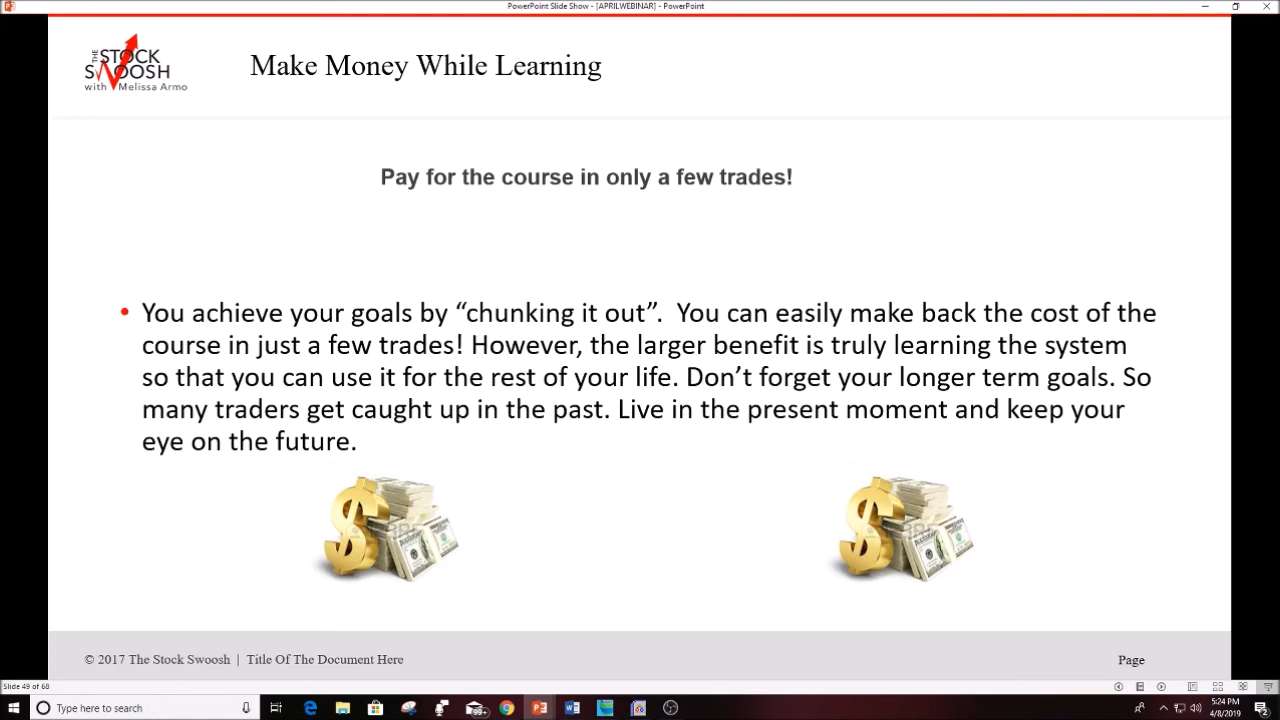 PowerPoint Slide Show - [APRILWEBINAR] - PowerPoint
THE STOCK
SWOOSH
with Melissa Armo
Make Money While Learning
Pay for the course in only a few trades!
• You achieve your goals by “chunking it out”.  You can easily make back the cost of the
course in just a few trades! However, the larger benefit is truly learning the system
so that you can use it for the rest of your life. Don’t forget your longer term goals. So
many traders get caught up in the past. Live in the present moment and keep your
eye on the future.
© 2017 The Stock Swoosh | Title Of The Document Here
Page
Slide 49 of 68
Type here to search
99+
5:24 PM
4/8/2019
2